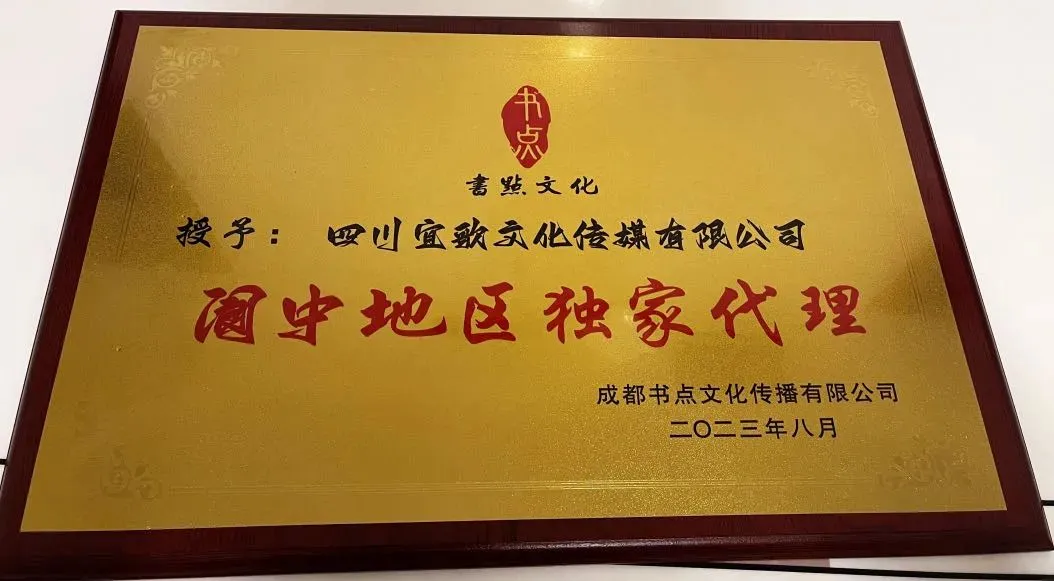 书点
書點文化
授予：四川宜歌文化传媒有限公司
阆中地区独家代理
成都书点文化传播有限公司
二〇二三年八月